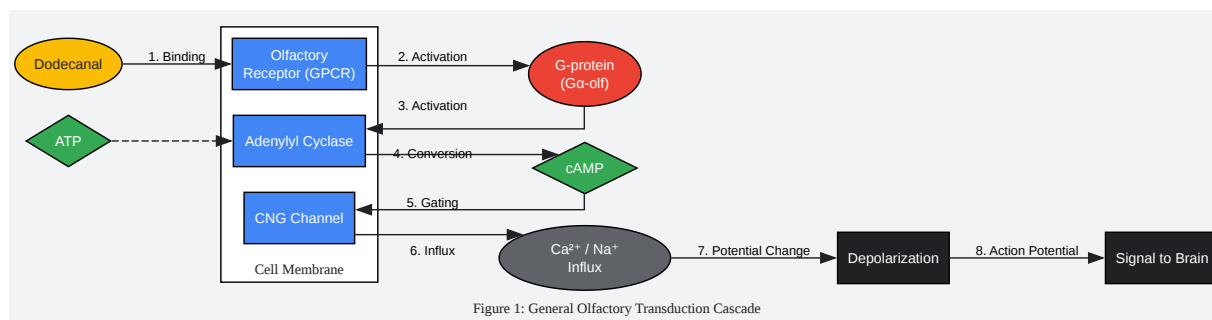 Dodecanal
1. Binding
Olfactory
Receptor (GPCR)
2. Activation
G-protein
(Gα-olf)
3. Activation
ATP
Adenylyl Cyclase
4. Conversion
cAMP
CNG Channel
5. Gating
6. Influx
Ca²⁺ / Na⁺
Influx
7. Potential Change
Depolarization
8. Action Potential
Signal to Brain
Cell Membrane
Figure 1: General Olfactory Transduction Cascade